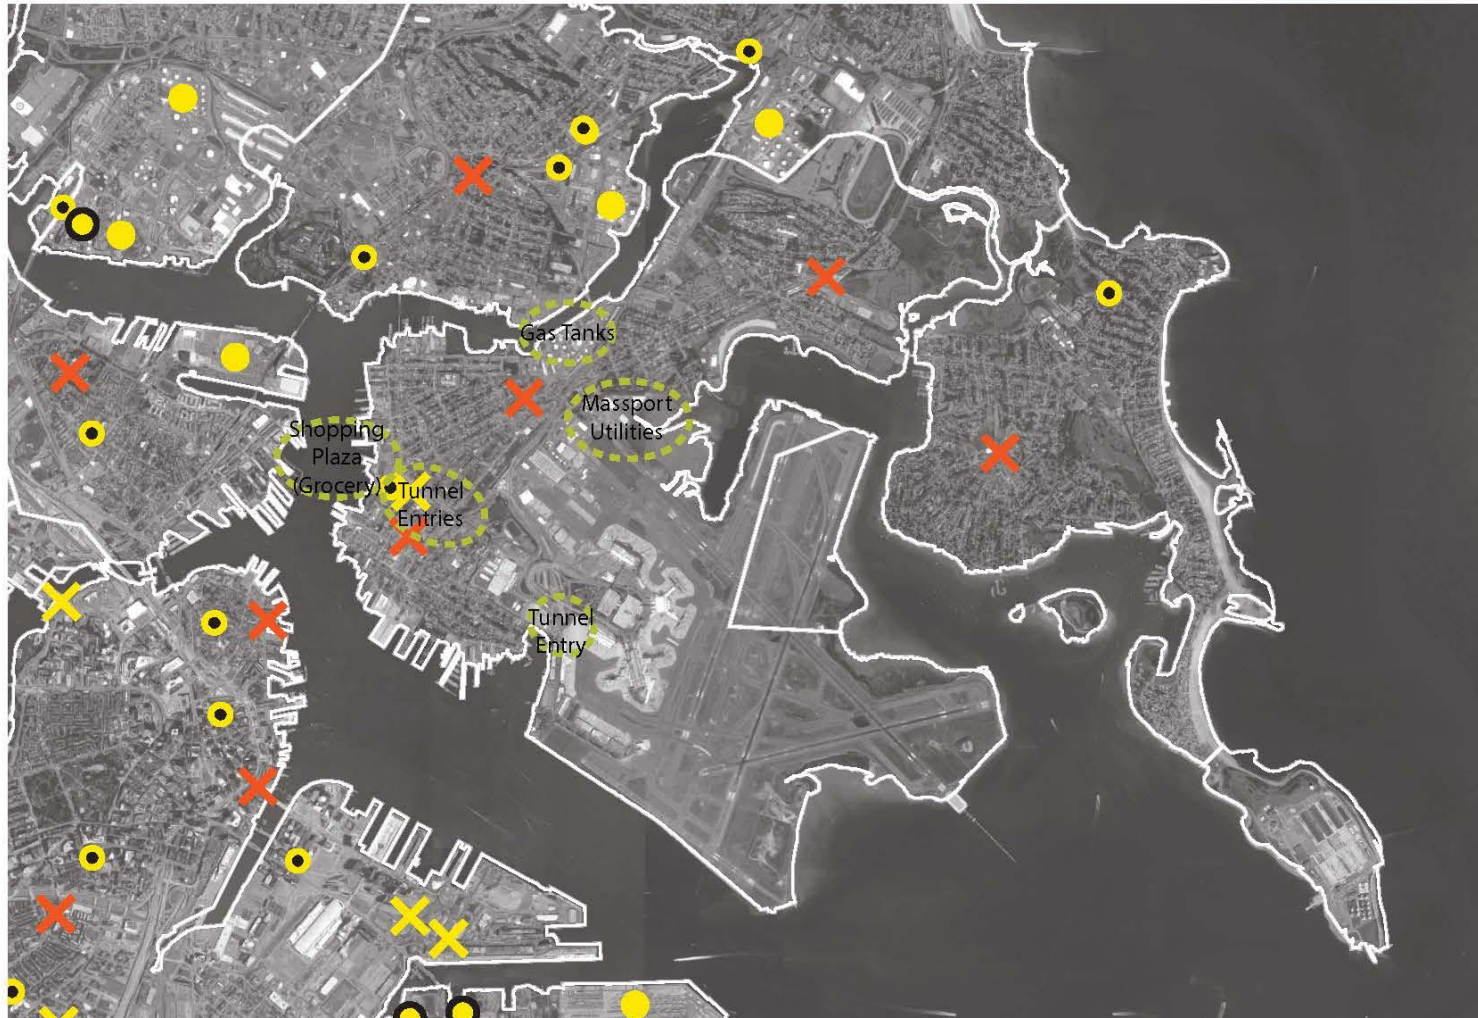 Gas Tanks
Massport
Utilities
Shopping
Plaza
(Grocery)
Tunnel
Entries
Tunnel
Entry